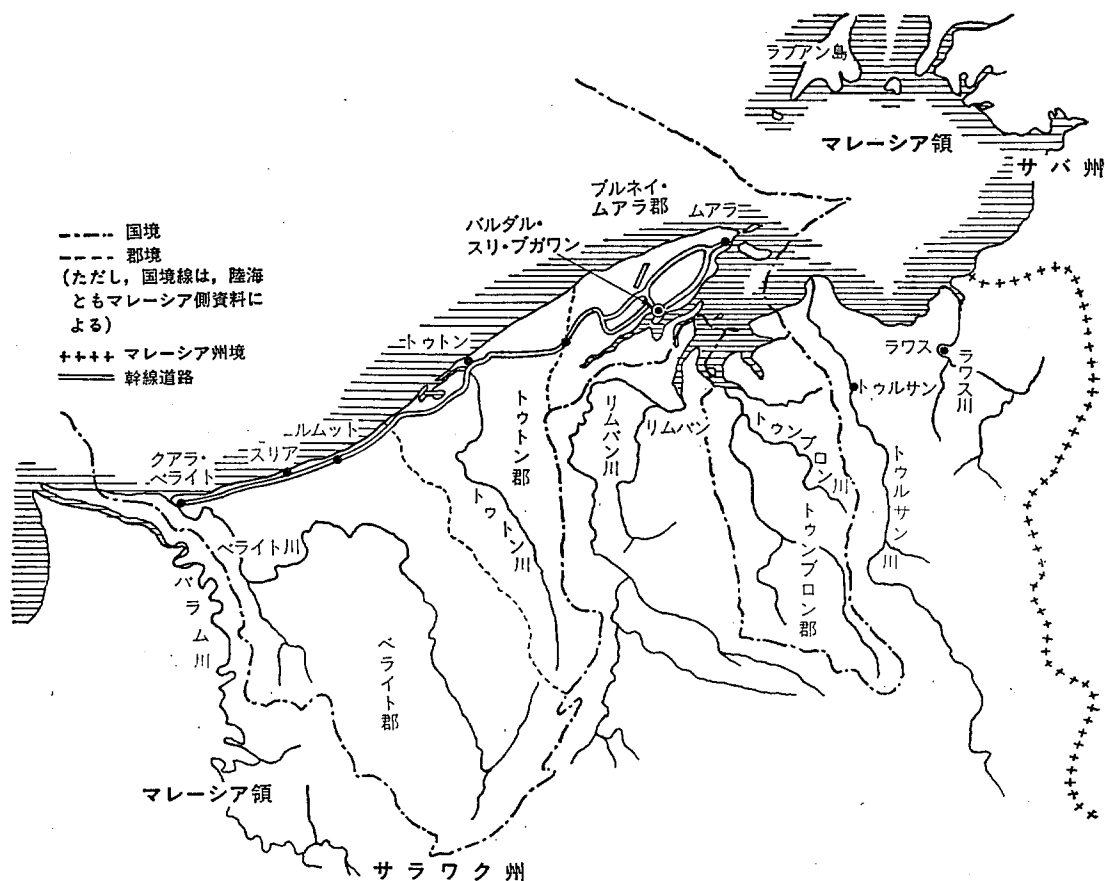 ラブアン島
マレーシア領
サバ州
ブルネイ・
ムアラ郡
ムアラ
バルダル・
スリ・ブガワン
国境
郡境
(ただし,国境線は,陸海
ともマレーシア側資料に
よる)
マレーシア州境
幹線道路
トゥトン
ルムット
スリア
クアラ・
ベライト
ラワス
ラワス川
トゥルサン
トゥルサン川
トゥンブロン川
トゥンブロン郡
リムバン
リムバン川
トゥトン郡
トゥトン川
ベライト川
バラム川
ベライト郡
マレーシア領
サラワク州